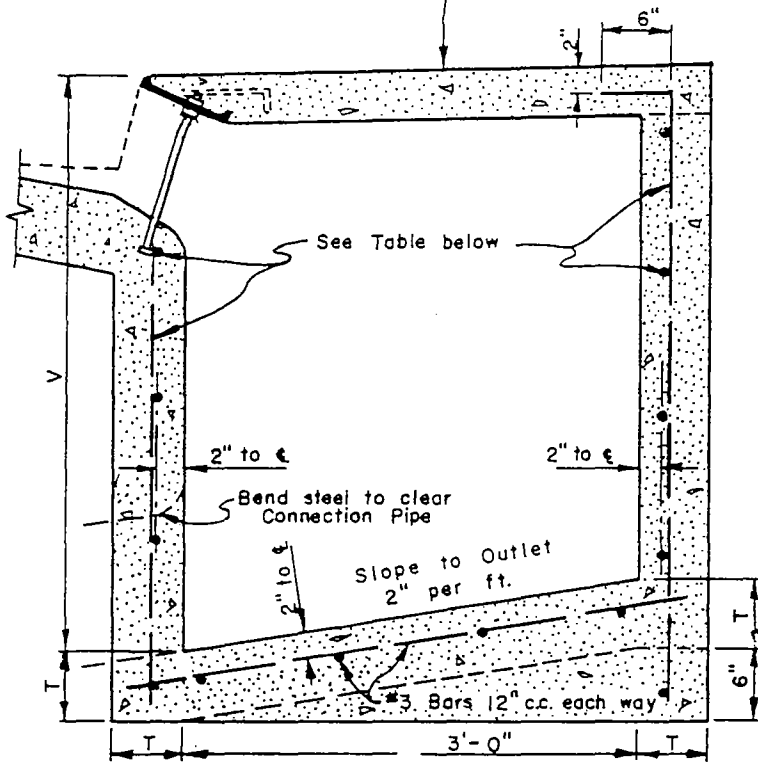 6"
2"
See Table below
V
2" to ℄
2" to ℄
Bend steel to clear
Connection Pipe
2" to ℄
Slope to Outlet
2" per ft.
T
T
6"
#3 Bars 12" c.c. each way
T
3'-0"
T